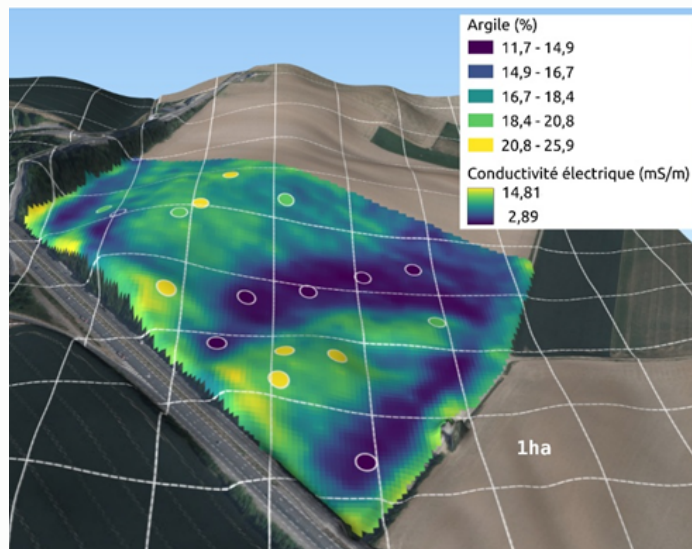 Argile (%)
11,7 - 14,9
14,9 - 16,7
16,7 - 18,4
18,4 - 20,8
20,8 - 25,9
Conductivité électrique (mS/m)
14,81
2,89
1ha